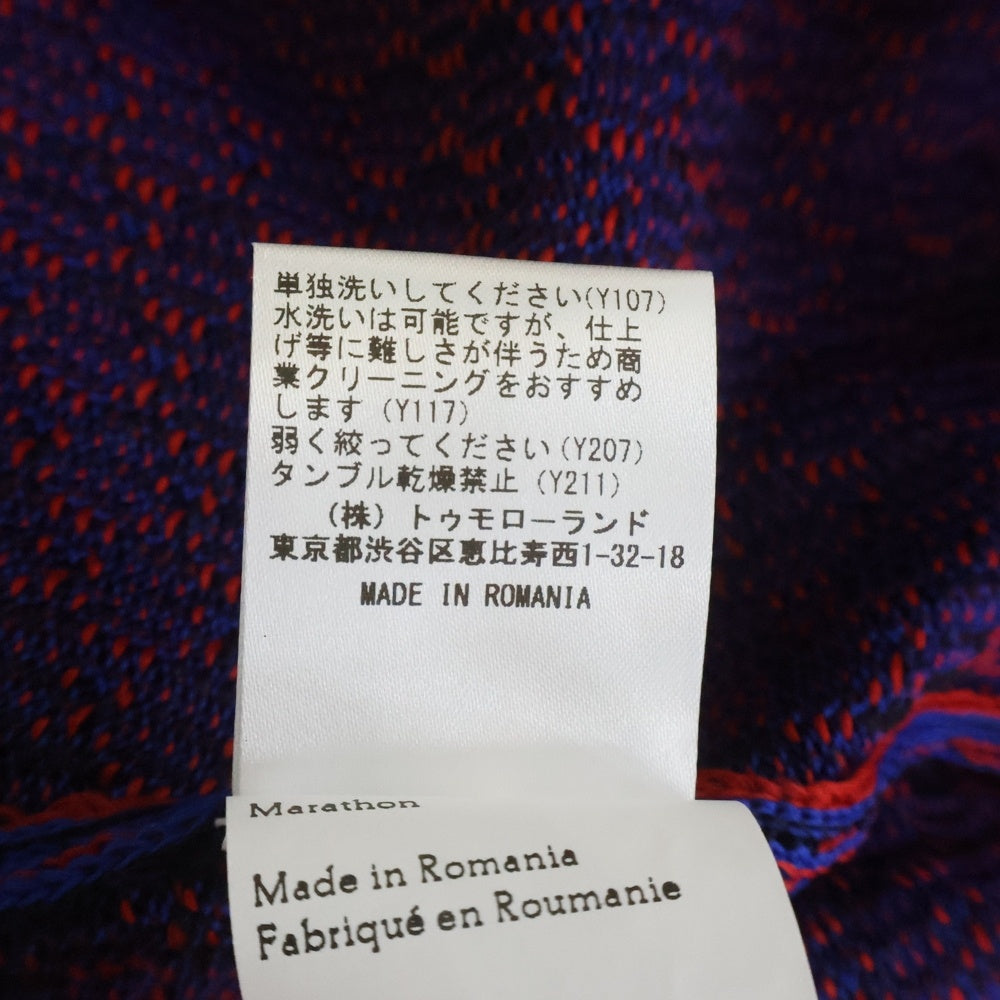 単独洗いしてください(Y107)
水洗いは可能ですが、仕上
げ等に難しさが伴うため商
業クリーニングをおすすめ
します (Y117)
弱く絞ってください(Y207)
タンブル乾燥禁止 (Y211)
(株) トゥモローランド
東京都渋谷区恵比寿西1-32-18
MADE IN ROMANIA
Marathon
Made in Romania
Fabriqué en Roumanie